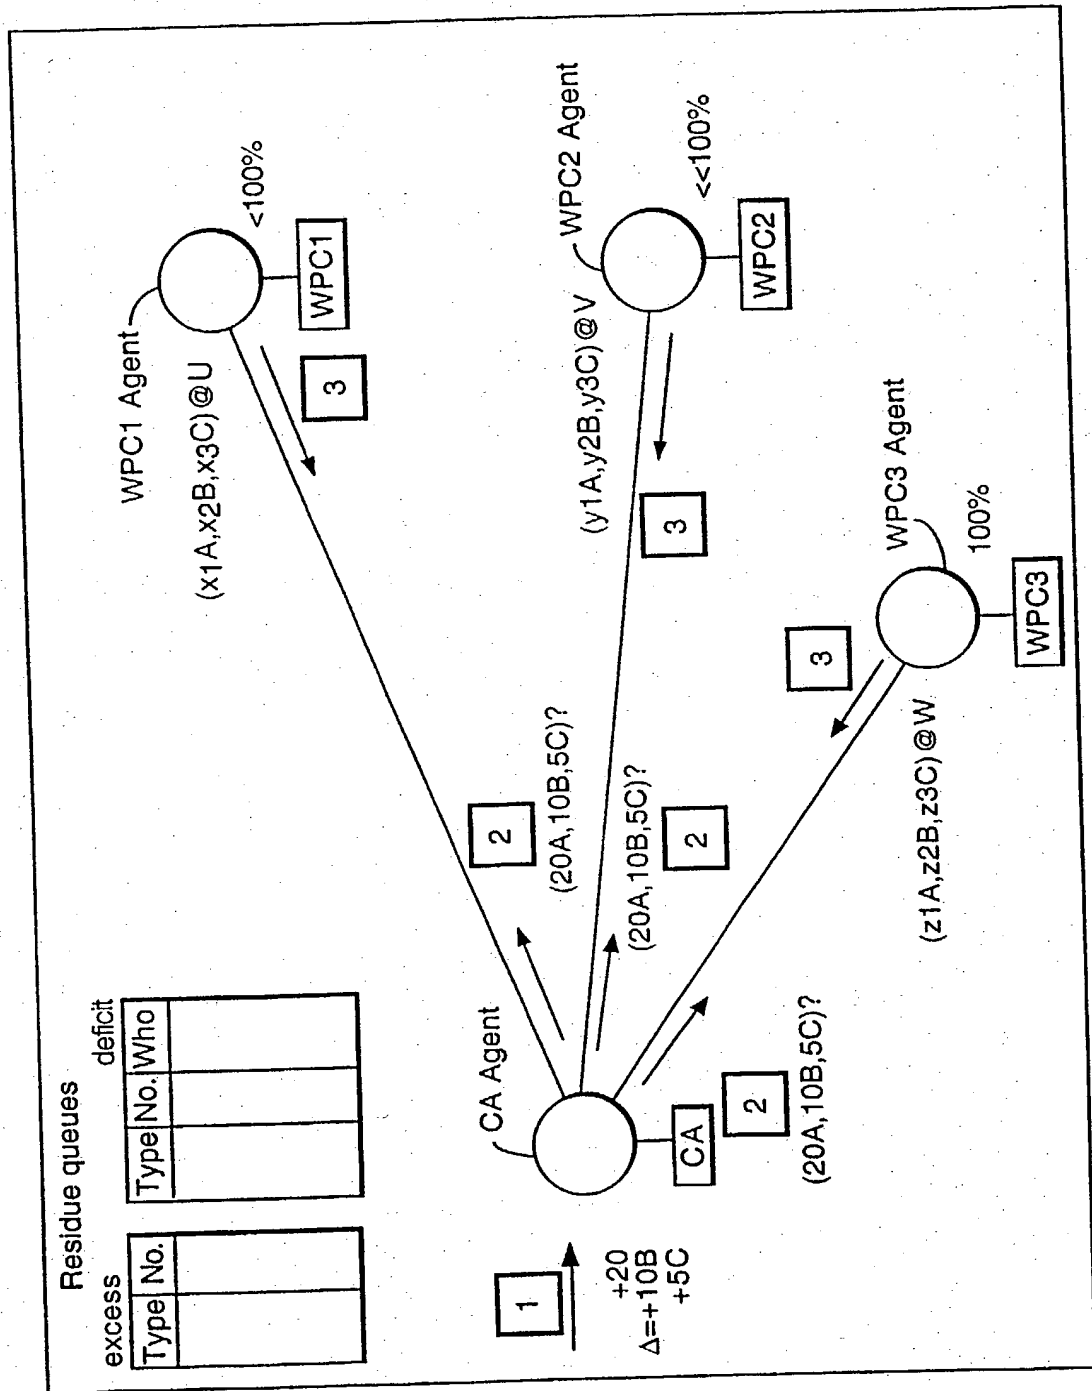 Residue queues
excess
Type No.
deficit
Type No. Who
1
+20
Δ=+10B
+5C
CA Agent
CA
2
(20A,10B,5C)?
2
(20A,10B,5C)?
(20A,10B,5C)?
2
WPC1 Agent
(x1A,x2B,x3C)@U
<100%
WPC1
3
WPC2 Agent
(y1A,y2B,y3C)@V
<<100%
WPC2
3
WPC3 Agent
100%
(z1A,z2B,z3C)@W
WPC3
3